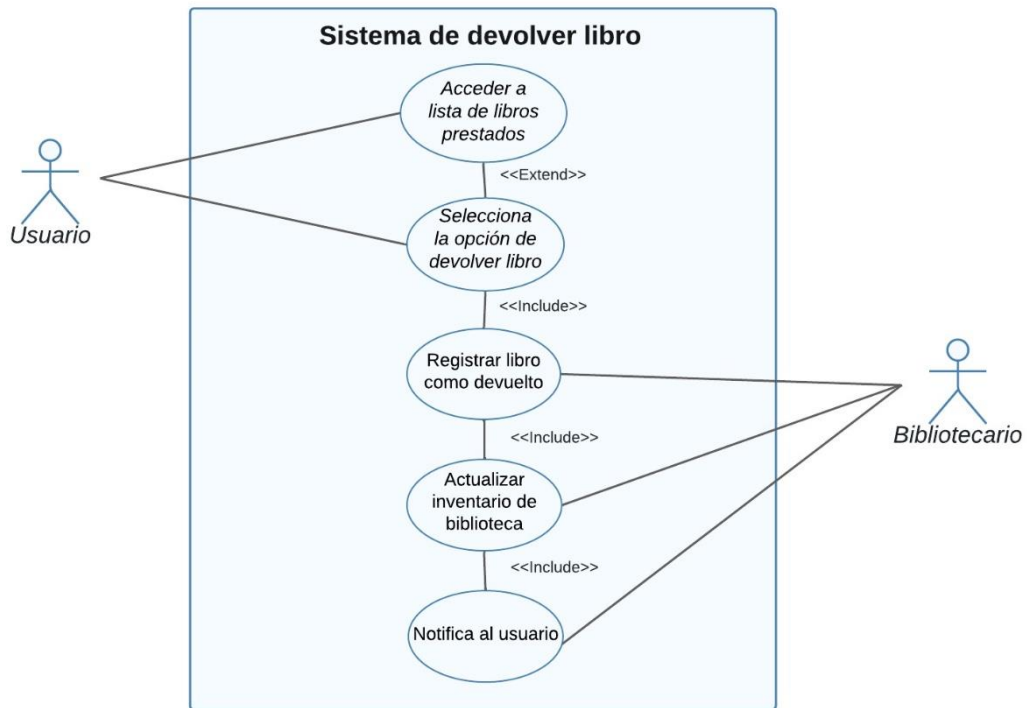 Sistema de devolver libro
Acceder a
lista de libros
prestados
<<Extend>>
Usuario
Selecciona
la opción de
devolver libro
<<Include>>
Registrar libro
como devuelto
Bibliotecario
<<Include>>
Actualizar
inventario de
biblioteca
<<Include>>
Notifica al usuario